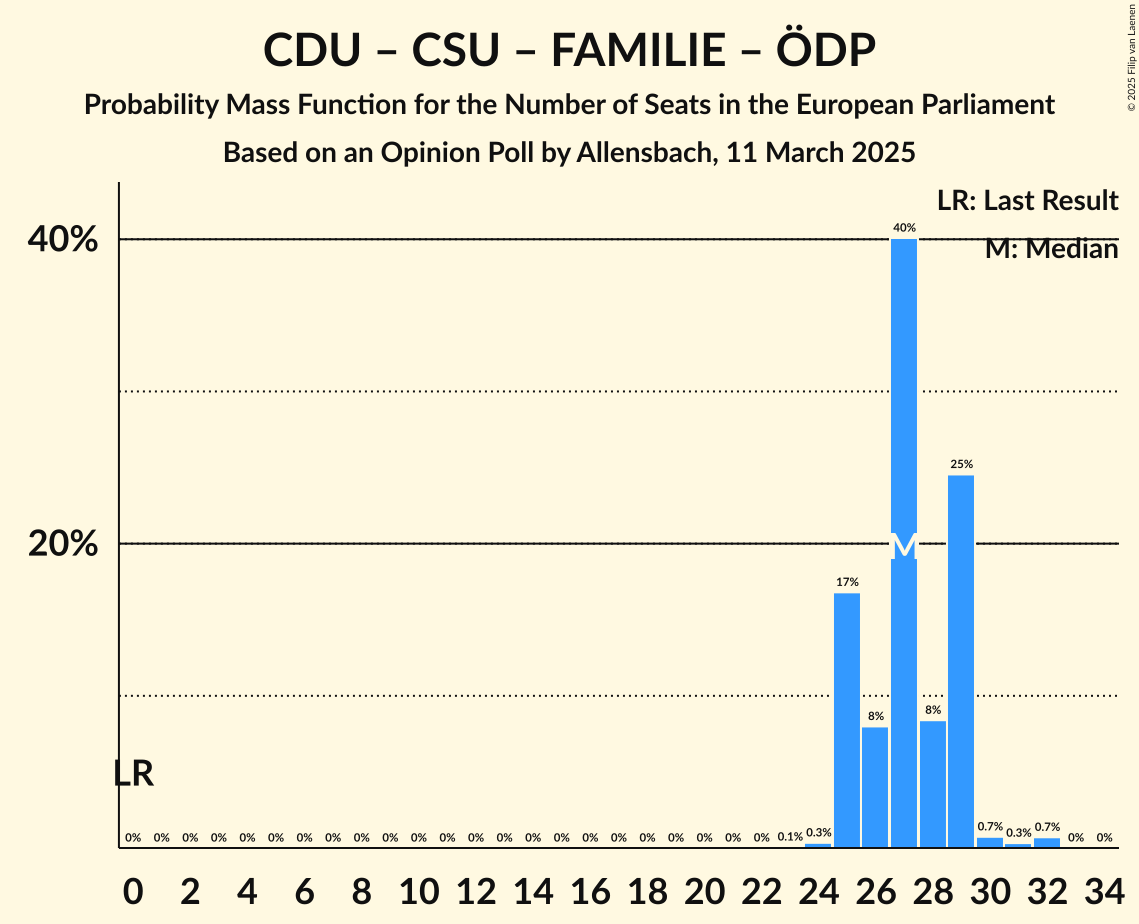 CDU – CSU – FAMILIE – ÖDP
Probability Mass Function for the Number of Seats in the European Parliament
Based on an Opinion Poll by Allensbach, 11 March 2025
© 2025 Filip van Laenen
LR: Last Result
M: Median
40%
20%
40%
25%
17%
8%
8%
M
LR
0% 0% 0% 0% 0% 0% 0% 0% 0% 0% 0% 0% 0% 0% 0% 0% 0% 0% 0% 0% 0% 0% 0% 0.1% 0.3% 0.7% 0.3% 0.7% 0% 0%
0 2 4 6 8 10 12 14 16 18 20 22 24 26 28 30 32 34